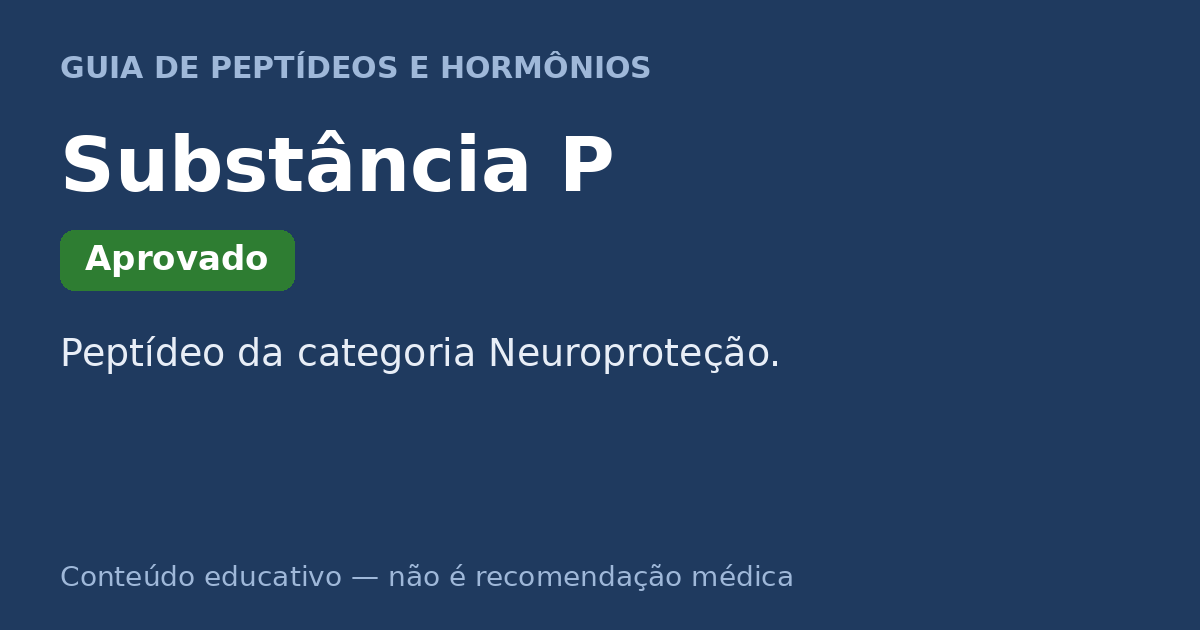 GUIA DE PEPTÍDEOS E HORMÔNIOS
Substância P
Aprovado
Peptídeo da categoria Neuroproteção.
Conteúdo educativo — não é recomendação médica